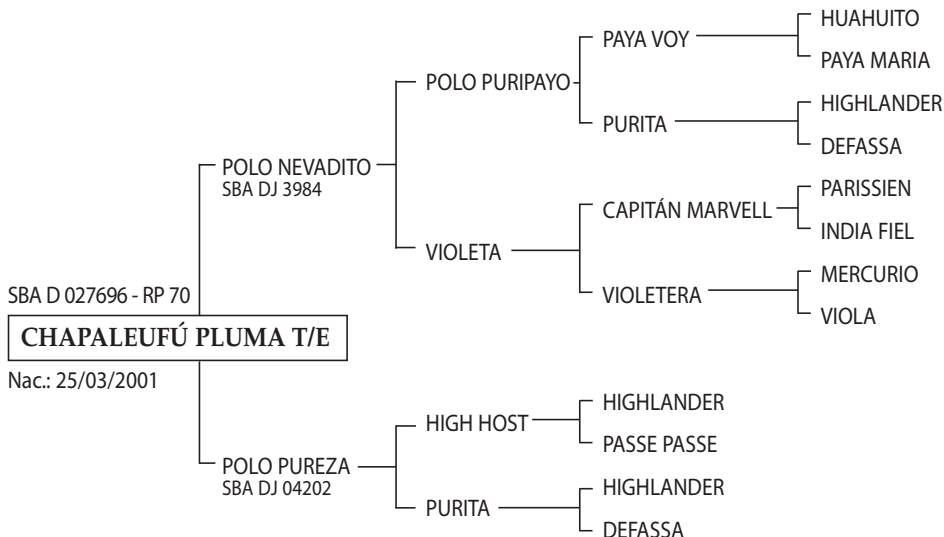 HUAHUITO
PAYA VOY
PAYA MARIA
POLO PURIPAYO
HIGHLANDER
PURITA
DEFASSA
POLO NEVADITO
SBA DJ 3984
PARISSIEN
CAPITÁN MARVELL
INDIA FIEL
VIOLETA
MERCURIO
VIOLETERA
VIOLA
SBA D 027696 - RP 70
CHAPALEUFÚ PLUMA T/E
Nac.: 25/03/2001
HIGHLANDER
HIGH HOST
PASSE PASSE
POLO PUREZA
SBA DJ 04202
HIGHLANDER
PURITA
DEFASSA